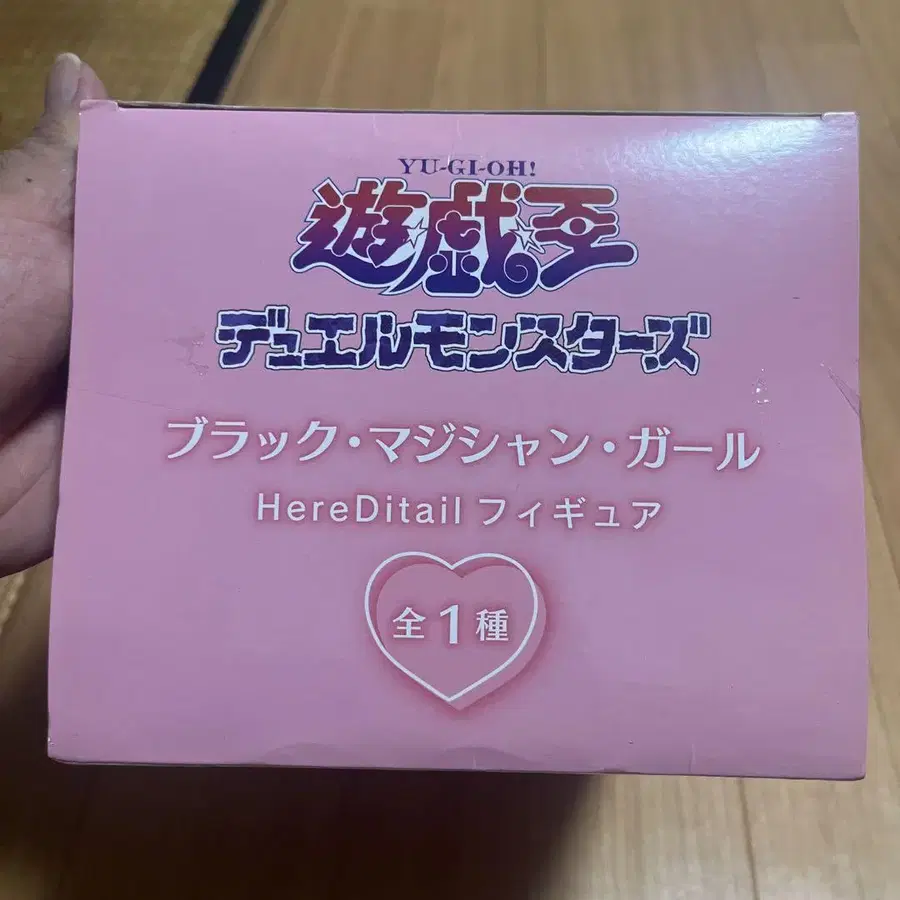 YU-GI-OH!
遊☆戯☆王
デュエルモンスターズ
ブラック・マジシャン・ガール
HereDitail フィギュア
全1種